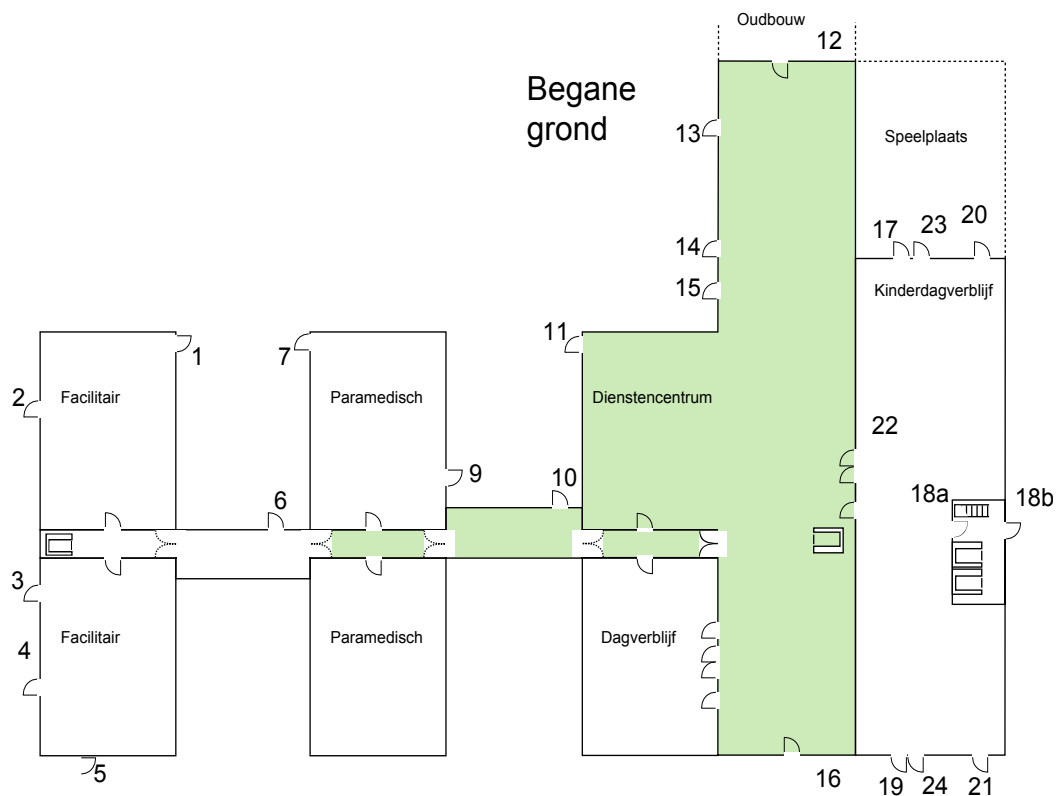 Oudbouw
12
Begane
grond
13
Speelplaats
14
17
23
20
15
Kinderdagverblijf
11
1
7
2
Facilitair
Paramedisch
Dienstencentrum
22
9
10
6
18a
18b
3
Facilitair
Paramedisch
Dagverblijf
4
5
16
19
24
21